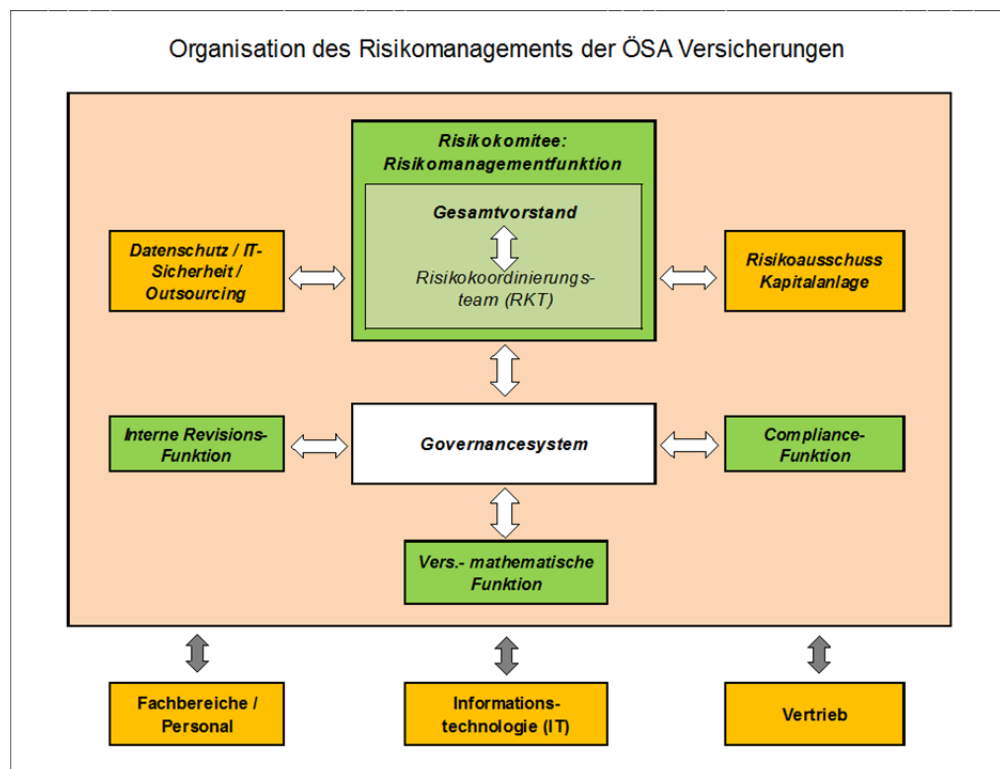 Organisation des Risikomanagements der ÖSA Versicherungen
Risikokomitee:
Risikomanagementfunktion
Gesamtvorstand
Risikokoordinierungs-
team (RKT)
Datenschutz / IT-
Sicherheit /
Outsourcing
Risikoausschuss
Kapitalanlage
Interne Revisions-
Funktion
Governancesystem
Compliance-
Funktion
Vers.- mathematische
Funktion
Fachbereiche /
Personal
Informations-
technologie (IT)
Vertrieb